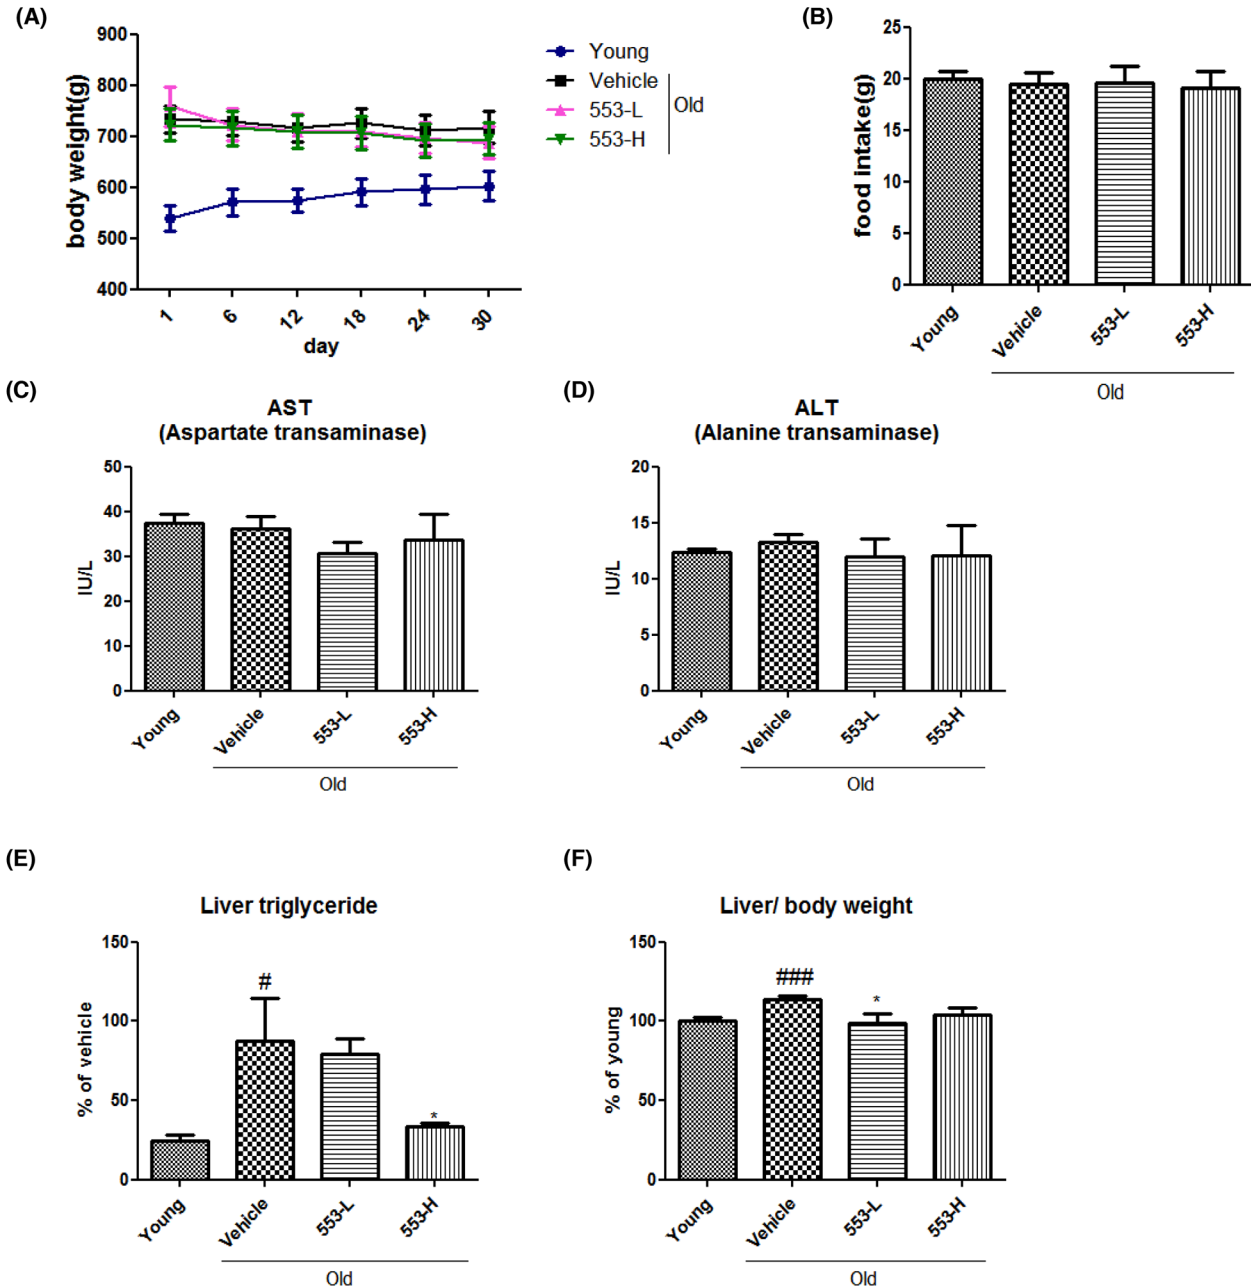 (A)
900
800
700
600
500
400
body weight(g)
1
6
12
18
24
30
day
Young
Vehicle
553-L
553-H
Old
(B)
25
20
15
10
5
0
food intake(g)
Young
Vehicle
553-L
553-H
Old
(C)
AST
(Aspartate transaminase)
50
40
30
20
10
0
IU/L
Young
Vehicle
553-L
553-H
Old
(D)
ALT
(Alanine transaminase)
20
15
10
5
0
IU/L
Young
Vehicle
553-L
553-H
Old
(E)
Liver triglyceride
150
100
50
0
% of vehicle
#
*
Young
Vehicle
553-L
553-H
Old
(F)
Liver/ body weight
150
100
50
0
% of young
###
*
Young
Vehicle
553-L
553-H
Old